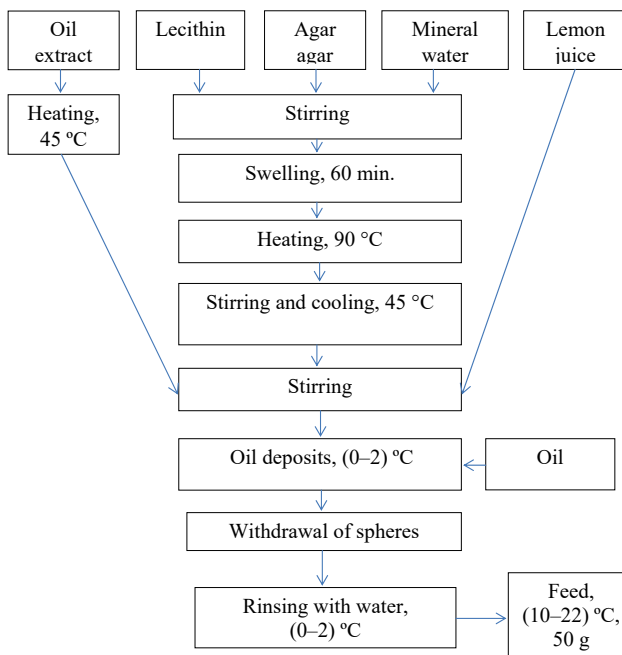 Oil
extract
Lecithin
Agar
agar
Mineral
water
Lemon
juice
Heating,
45 ºC
Stirring
Swelling, 60 min.
Heating, 90 °C
Stirring and cooling, 45 °C
Stirring
Oil deposits, (0–2) ºC
Oil
Withdrawal of spheres
Rinsing with water,
(0–2) ºC
Feed,
(10–22) ºC,
50 g